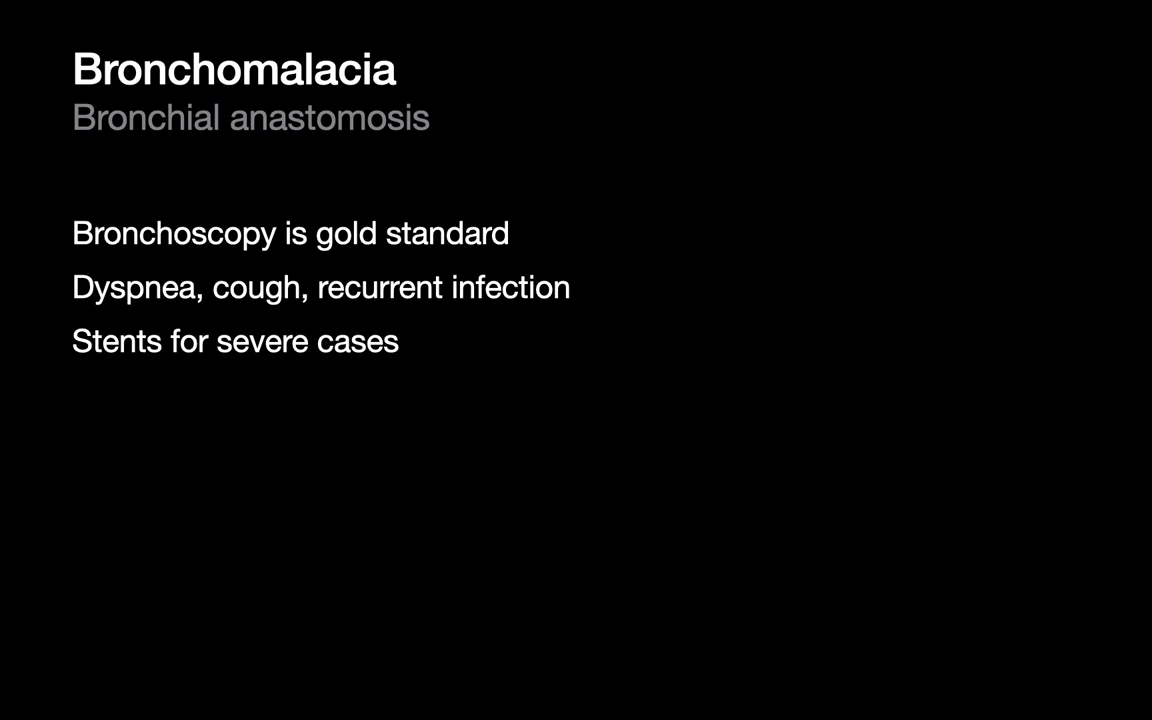 Bronchomalacia
Bronchial anastomosis
Bronchoscopy is gold standard
Dyspnea, cough, recurrent infection
Stents for severe cases